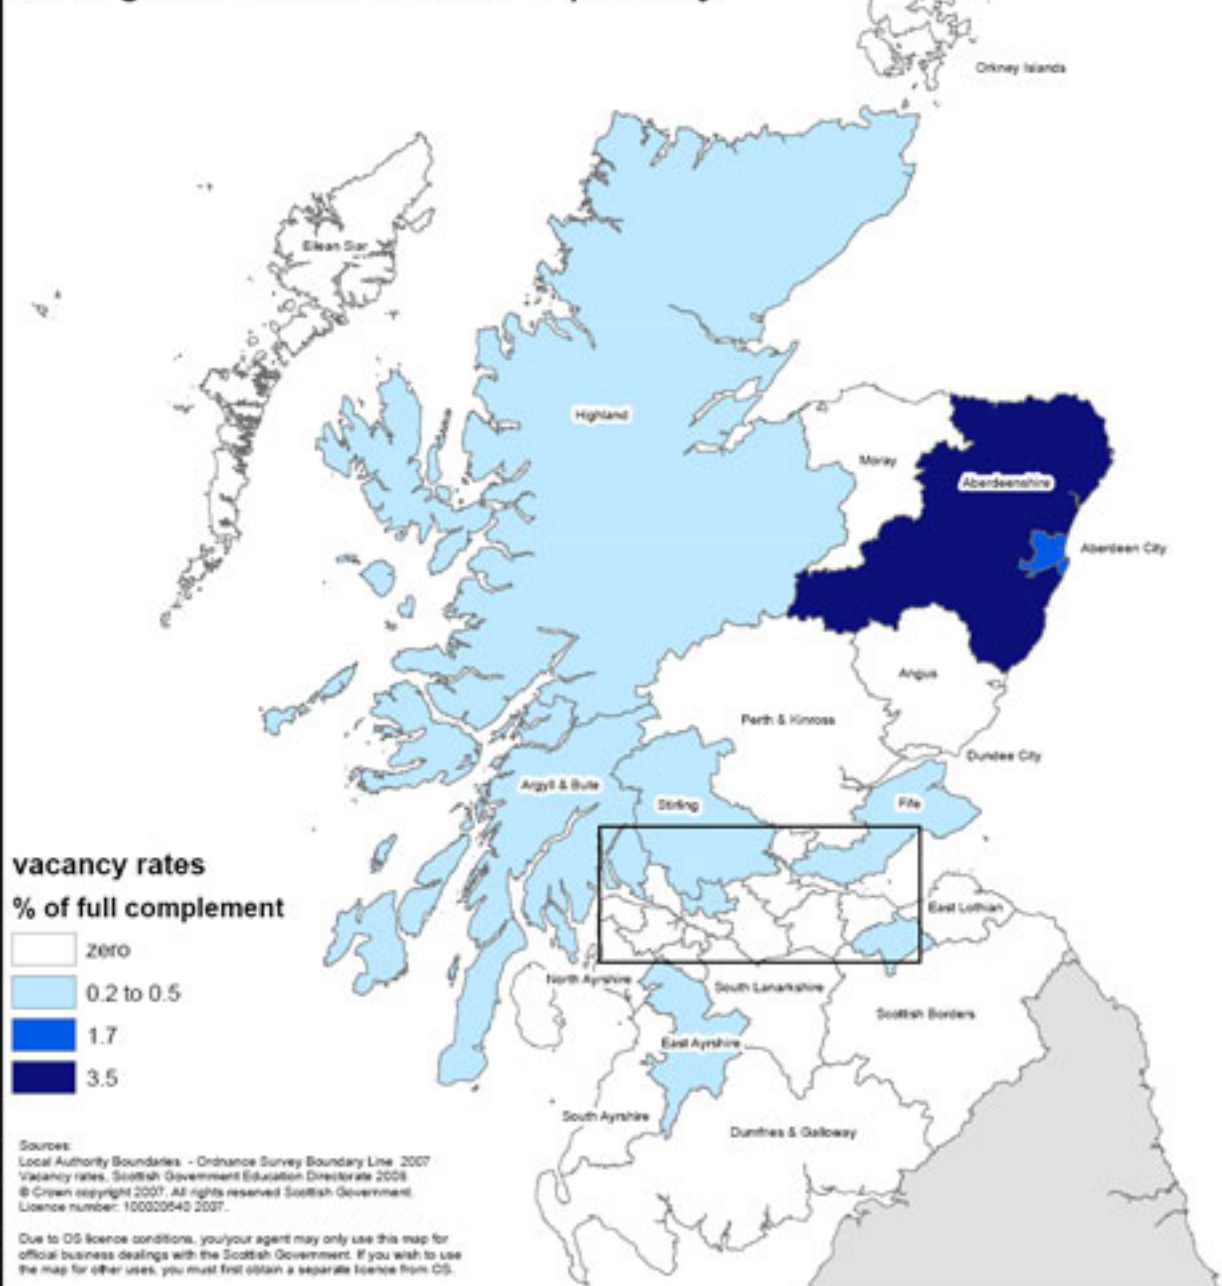 Orkney Islands
Eilean Siar
Highland
Moray
Aberdeenshire
Aberdeen City
Angus
Perth & Kinross
Dundee City
Argyll & Bute
Stirling
Fife
East Lothian
North Ayrshire
South Lanarkshire
Scottish Borders
East Ayrshire
South Ayrshire
Dumfries & Galloway
vacancy rates
% of full complement
zero
0.2 to 0.5
1.7
3.5
Sources:
Local Authority Boundaries - Ordnance Survey Boundary Line 2007
Vacancy rates, Scottish Government Education Directorate 2008
© Crown copyright 2007. All rights reserved Scottish Government.
Licence number: 100020540 2007.
Due to OS licence conditions, you/your agent may only use this map for
official business dealings with the Scottish Government. If you wish to use
the map for other uses, you must first obtain a separate licence from OS.